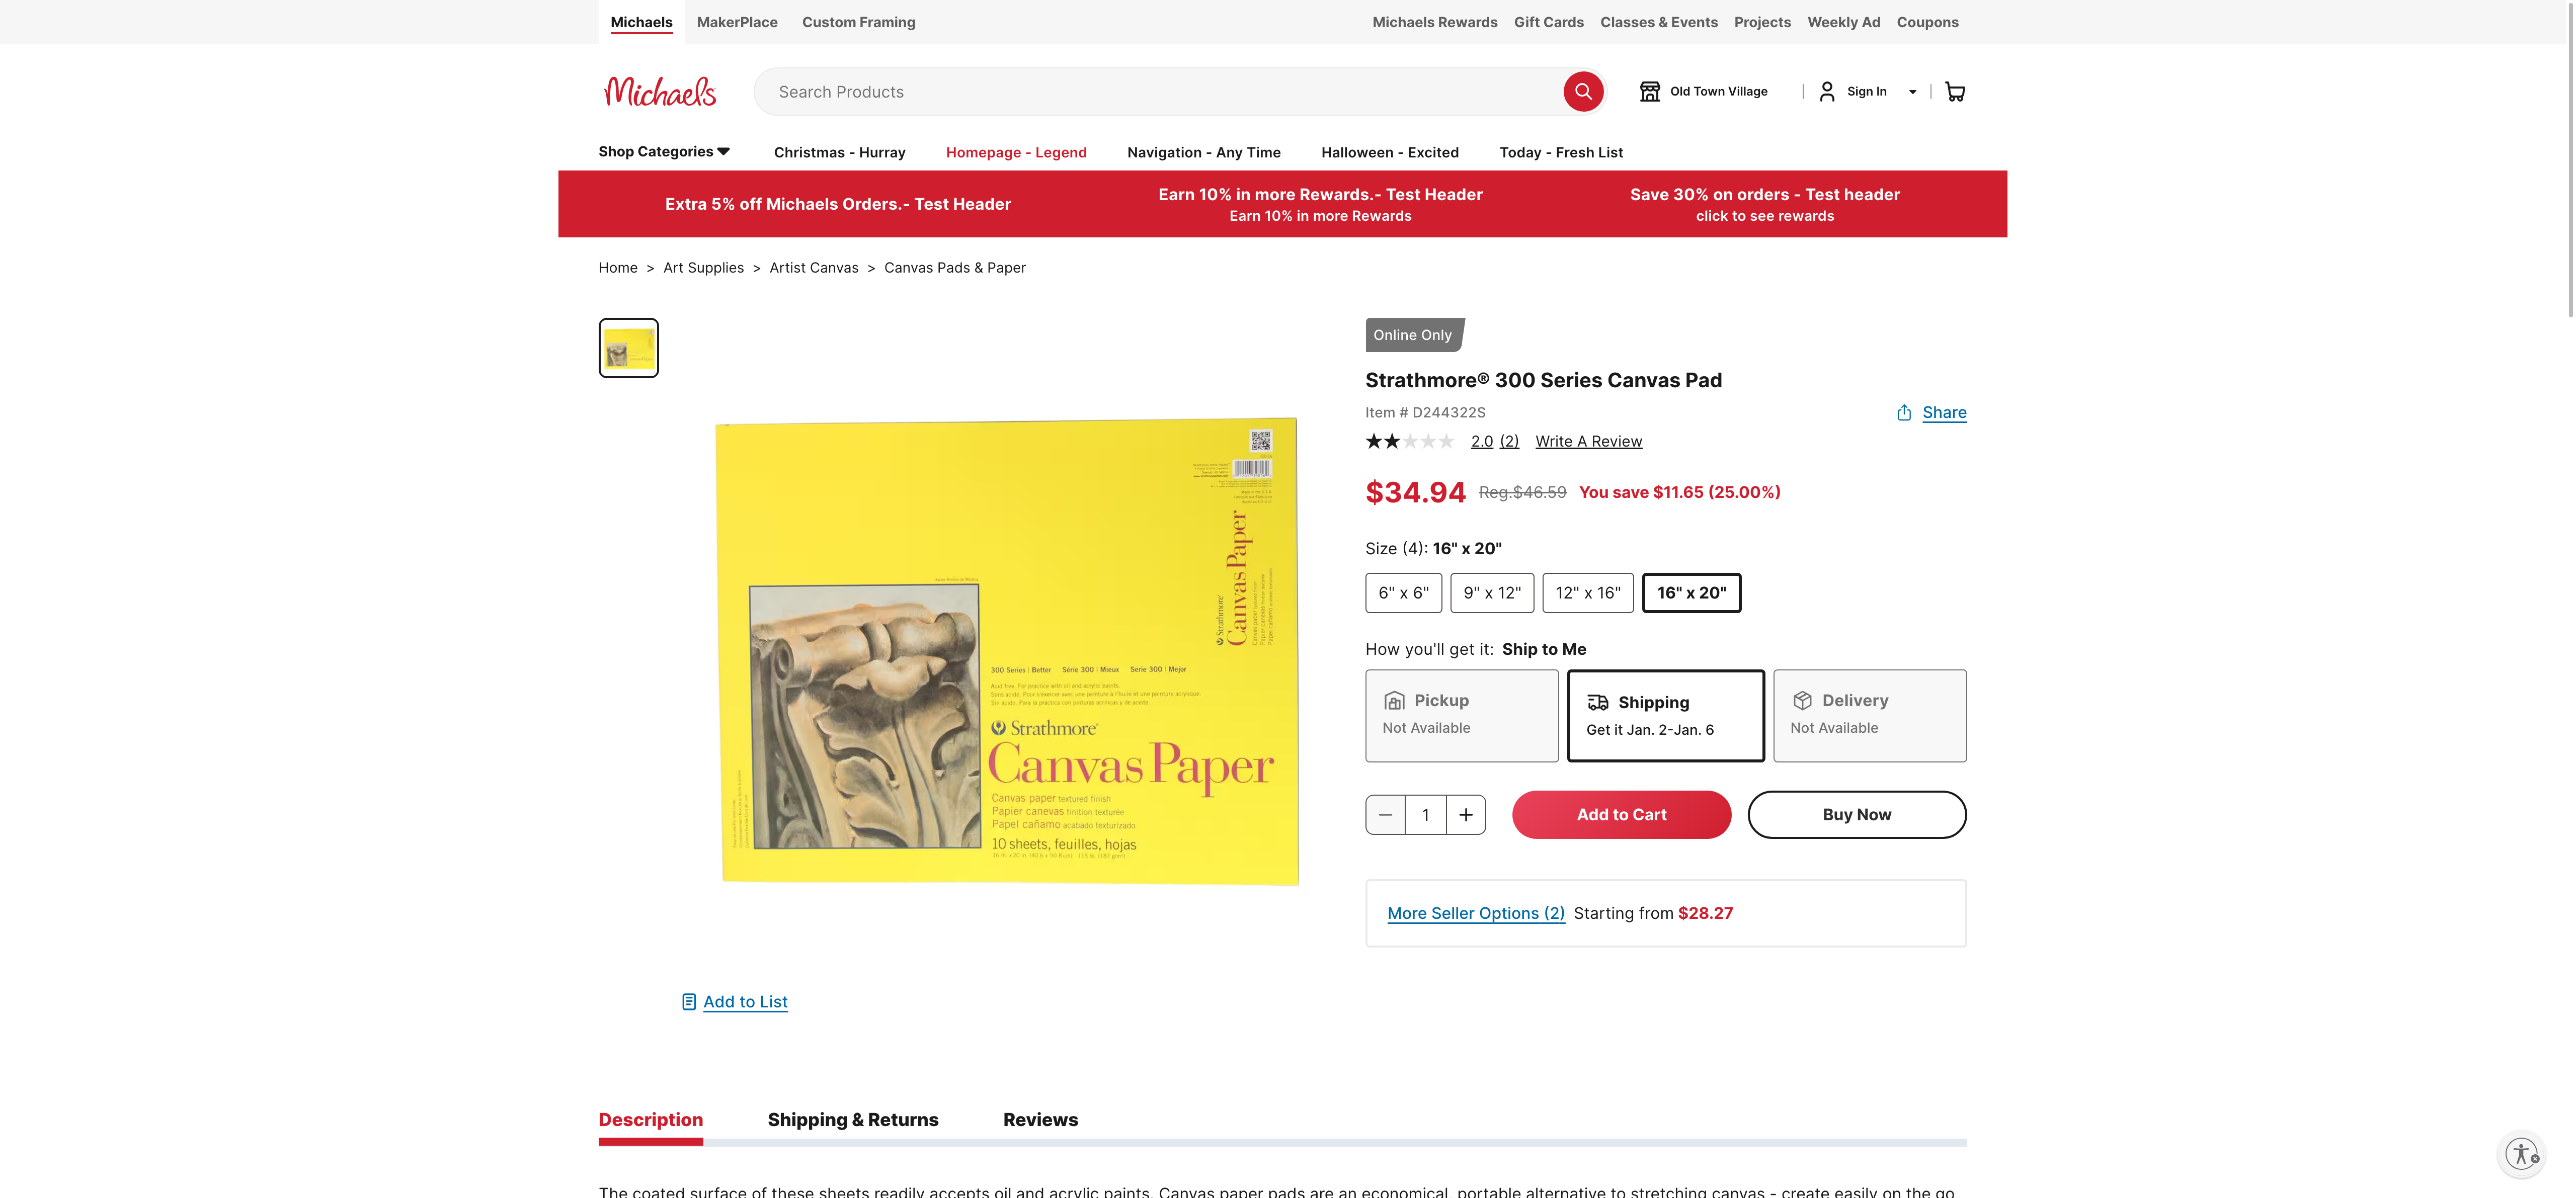 Michaels
MakerPlace
Custom Framing
Michaels Rewards
Gift Cards
Classes & Events
Projects
Weekly Ad
Coupons
Michaels
Search Products
Old Town Village
Sign In
Shop Categories
Christmas - Hurray
Homepage - Legend
Navigation - Any Time
Halloween - Excited
Today - Fresh List
Extra 5% off Michaels Orders.- Test Header
Earn 10% in more Rewards.- Test Header
Earn 10% in more Rewards
Save 30% on orders - Test header
click to see rewards
Home > Art Supplies > Artist Canvas > Canvas Pads & Paper
Strathmore
Canvas Paper
300 Series | Better Série 300 | Mieux Serie 300 | Mejor
Acid free. For practice with oil and acrylic paints.
Strathmore®
Canvas Paper
Canvas paper textured finish
Papier canevas finition texturée
Papel cañamo acabado texturizado
10 sheets, feuilles, hojas
Add to List
Online Only
Strathmore® 300 Series Canvas Pad
Item # D244322S
Share
2.0 (2) Write A Review
$34.94 Reg.$46.59 You save $11.65 (25.00%)
Size (4): 16" x 20"
6" x 6"
9" x 12"
12" x 16"
16" x 20"
How you'll get it: Ship to Me
Pickup
Not Available
Shipping
Get it Jan. 2-Jan. 6
Delivery
Not Available
1
Add to Cart
Buy Now
More Seller Options (2) Starting from $28.27
Description
Shipping & Returns
Reviews
The coated surface of these sheets readily accepts oil and acrylic paints. Canvas paper pads are an economical, portable alternative to stretching canvas - create easily on the go